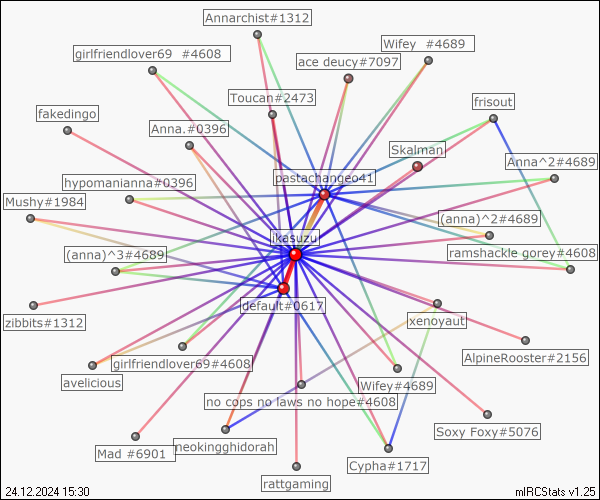 Annarchist#1312
girlfriendlover69 #4608
Wifey #4689
ace deucy#7097
Toucan#2473
frisout
fakedingo
Anna.#0396
Skalman
Anna^2#4689
pastachangeo41
hypomanianna#0396
Mushy#1984
(anna)^2#4689
ikasuzu
(anna)^3#4689
ramshackle gorey#4608
default#0617
zibbits#1312
xenoyaut
girlfriendlover69#4608
AlpineRooster#2156
avelicious
Wifey#4689
no cops no laws no hope#4608
Soxy Foxy#5076
Mad #6901
neokingghidorah
Cypha#1717
rattgaming
24.12.2024 15:30
mIRCStats v1.25